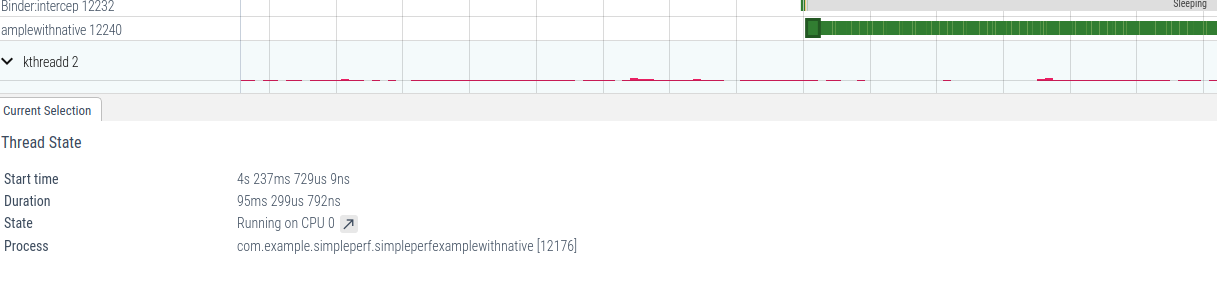 Binder:intercep 12232
Sleeping
amplewithnative 12240
kthreadd 2
Current Selection
Thread State
Start time 4s 237ms 729us 9ns
Duration 95ms 299us 792ns
State Running on CPU 0
Process com.example.simpleperf.simpleperfexamplewithnative [12176]